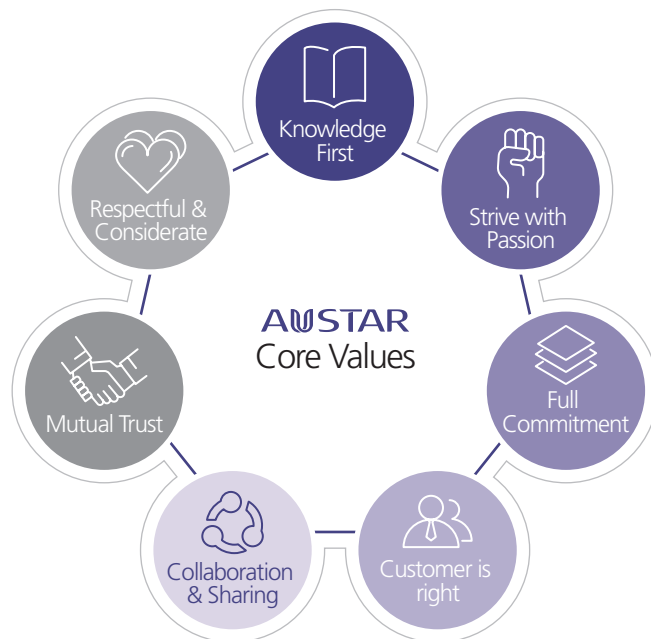 Knowledge
First
Strive with
Passion
Full
Commitment
Customer is
right
Collaboration
& Sharing
Mutual Trust
Respectful &
Considerate
AUSTAR
Core Values